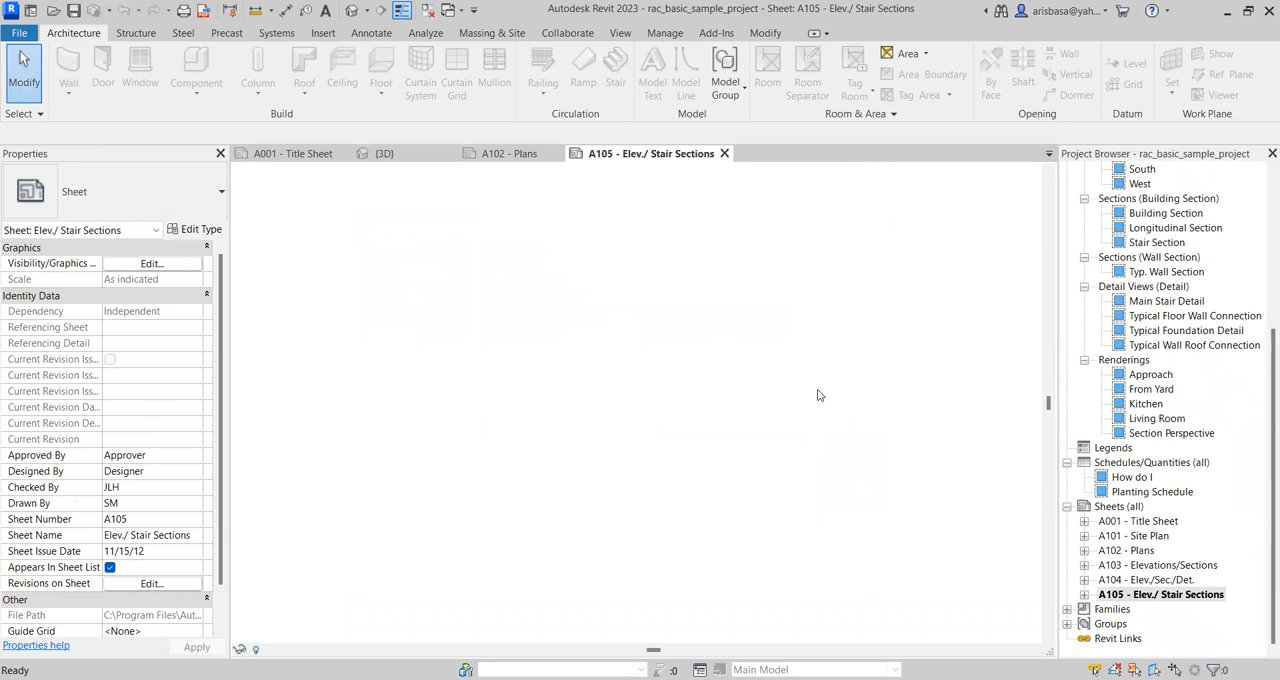 Autodesk Revit 2023 - rac_basic_sample_project - Sheet: A105 - Elev./ Stair Sections
arisbasa@yah...
File Architecture Structure Steel Precast Systems Insert Annotate Analyze Massing & Site Collaborate View Manage Add-Ins Modify
Modify
Wall
Door
Window
Component
Column
Roof
Ceiling
Floor
Curtain System
Curtain Grid
Mullion
Railing
Ramp
Stair
Model Text
Model Line
Model Group
Room
Room Separator
Tag Room
Area
Area Boundary
Tag Area
By Face
Shaft
Wall
Vertical
Dormer
Level
Grid
Set
Show
Ref Plane
Viewer
Select Build Circulation Model Room & Area Opening Datum Work Plane
Properties
A001 - Title Sheet {3D} A102 - Plans A105 - Elev./ Stair Sections
Project Browser - rac_basic_sample_project
Sheet
Sheet: Elev./ Stair Sections Edit Type
Graphics
Visibility/Graphics ... Edit...
Scale As indicated
Identity Data
Dependency Independent
Referencing Sheet
Referencing Detail
Current Revision Iss...
Current Revision Iss...
Current Revision Iss...
Current Revision Da...
Current Revision De...
Current Revision
Approved By Approver
Designed By Designer
Checked By JLH
Drawn By SM
Sheet Number A105
Sheet Name Elev./ Stair Sections
Sheet Issue Date 11/15/12
Appears In Sheet List
Revisions on Sheet Edit...
Other
File Path C:\Program Files\Aut...
Guide Grid <None>
Properties help Apply
South
West
Sections (Building Section)
Building Section
Longitudinal Section
Stair Section
Sections (Wall Section)
Typ. Wall Section
Detail Views (Detail)
Main Stair Detail
Typical Floor Wall Connection
Typical Foundation Detail
Typical Wall Roof Connection
Renderings
Approach
From Yard
Kitchen
Living Room
Section Perspective
Legends
Schedules/Quantities (all)
How do I
Planting Schedule
Sheets (all)
A001 - Title Sheet
A101 - Site Plan
A102 - Plans
A103 - Elevations/Sections
A104 - Elev./Sec./Det.
A105 - Elev./ Stair Sections
Families
Groups
Revit Links
Ready :0 Main Model :0